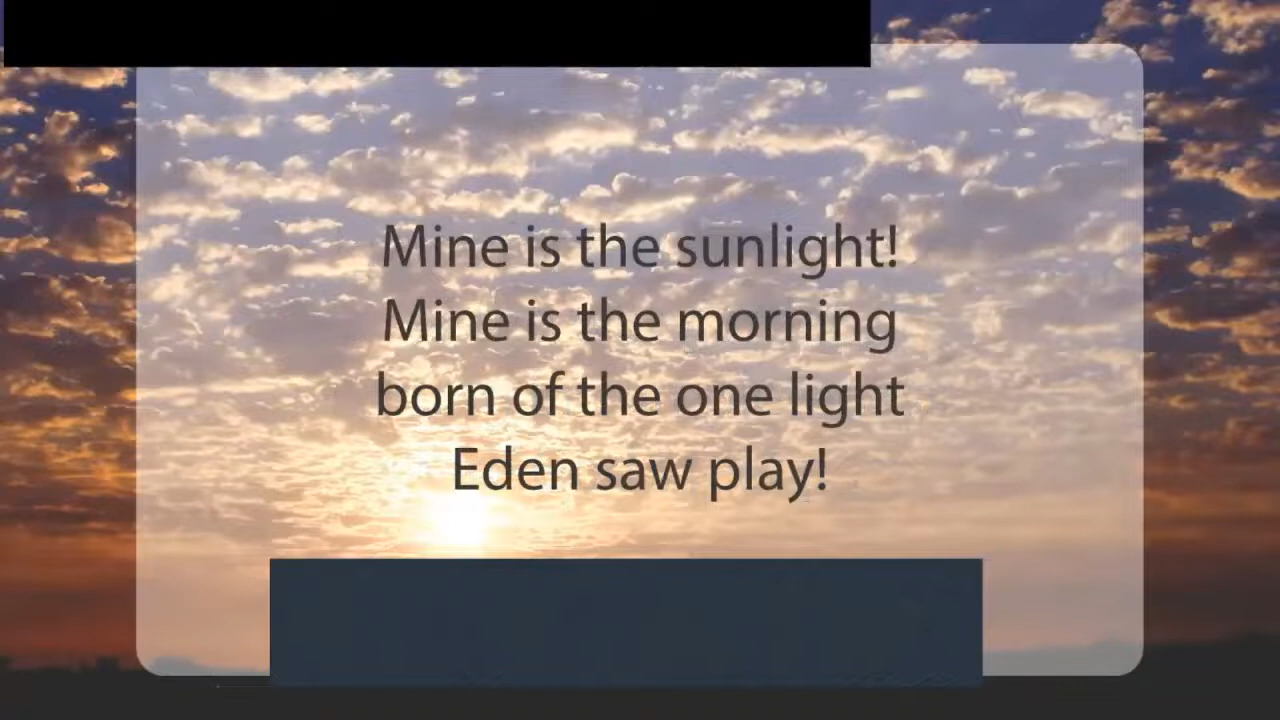 Mine is the sunlight!
Mine is the morning
born of the one light
Eden saw play!